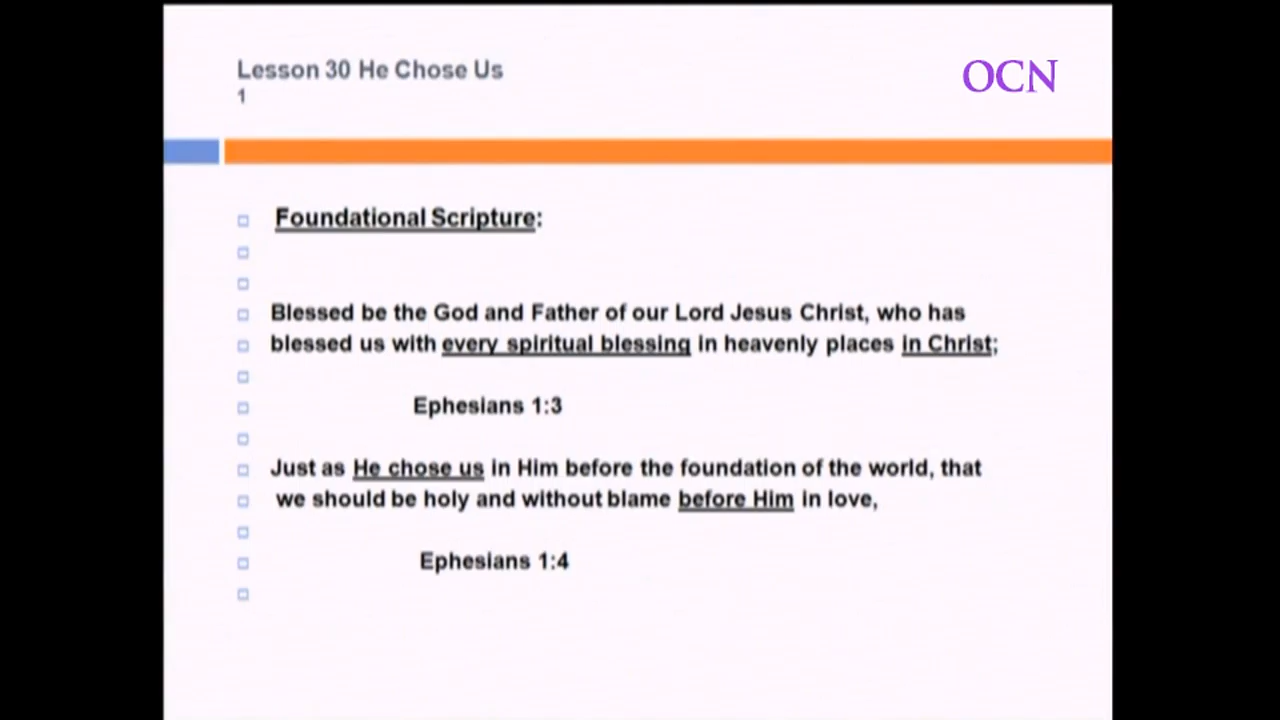 Lesson 30 He Chose Us
1
OCN
Foundational Scripture:
Blessed be the God and Father of our Lord Jesus Christ, who has
blessed us with every spiritual blessing in heavenly places in Christ;
Ephesians 1:3
Just as He chose us in Him before the foundation of the world, that
we should be holy and without blame before Him in love,
Ephesians 1:4